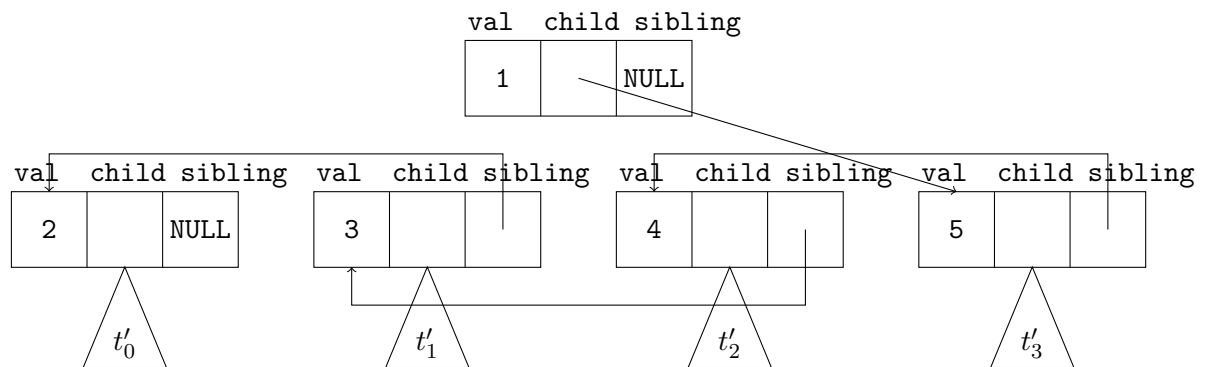 val child sibling
1 NULL
val child sibling val child sibling val child sibling val child sibling
2 NULL 3 4 5
t′₀ t′₁ t′₂ t′₃